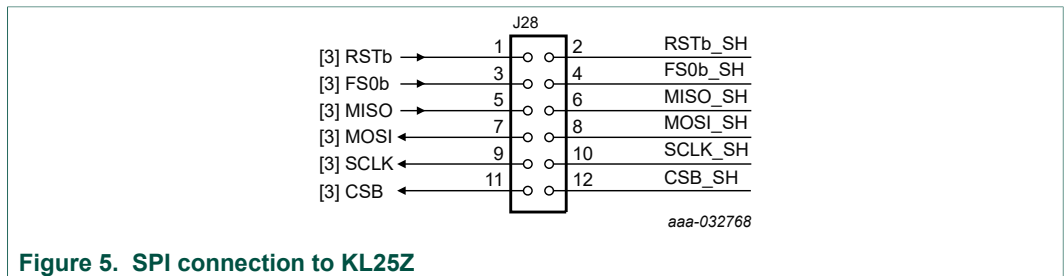 J28
[3] RSTb 1 2 RSTb_SH
[3] FS0b 3 4 FS0b_SH
[3] MISO 5 6 MISO_SH
[3] MOSI 7 8 MOSI_SH
[3] SCLK 9 10 SCLK_SH
[3] CSB 11 12 CSB_SH
aaa-032768
Figure 5. SPI connection to KL25Z